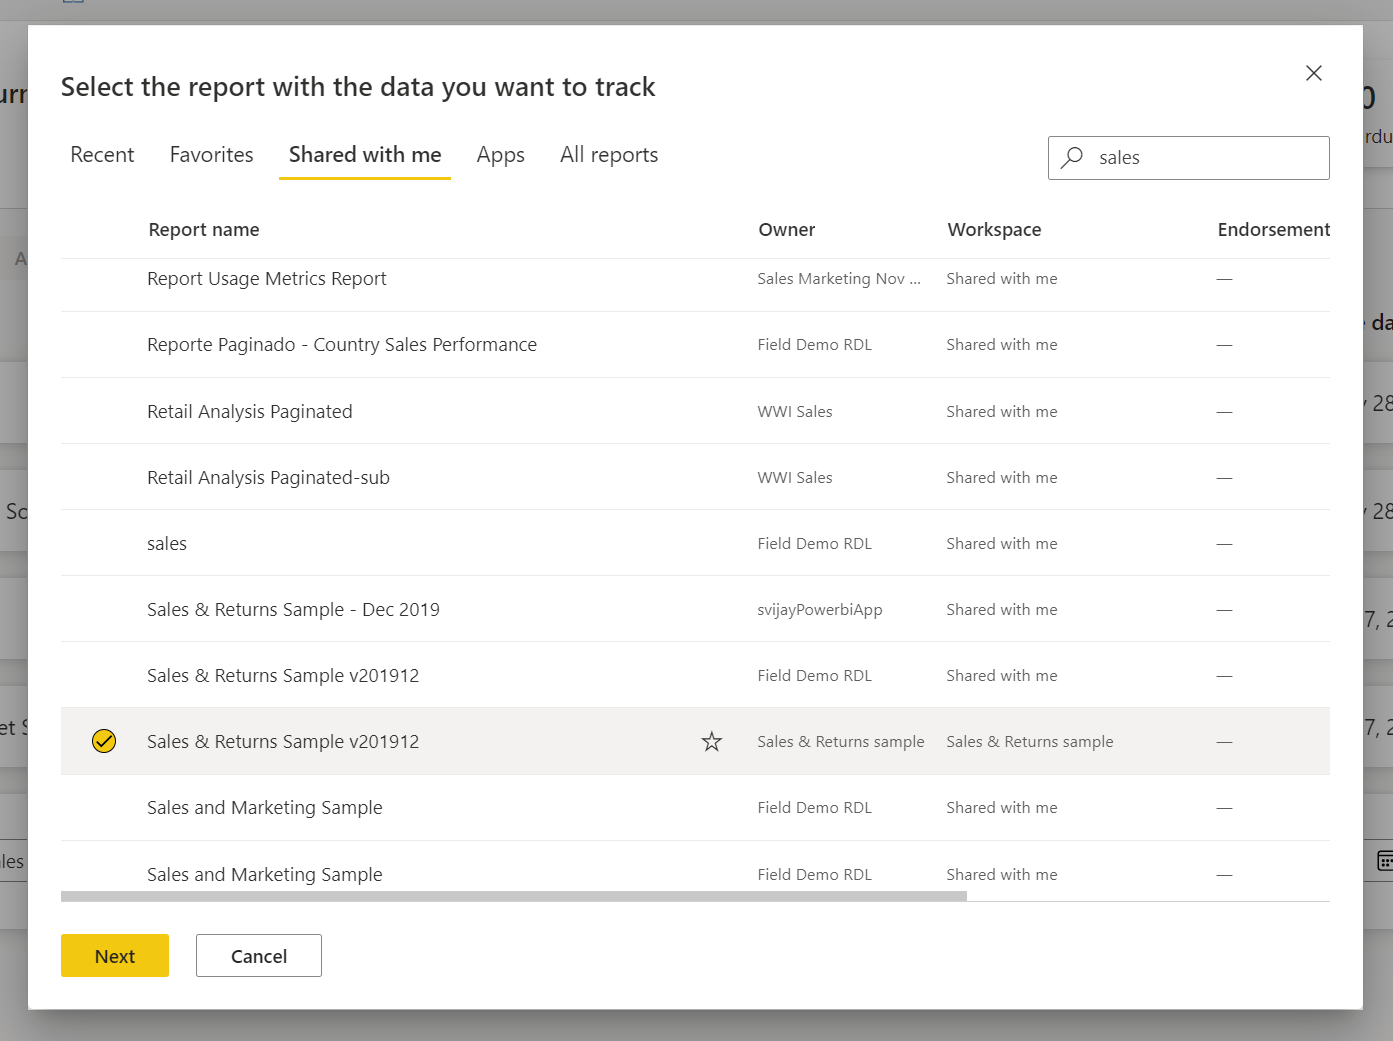 Select the report with the data you want to track
Recent Favorites Shared with me Apps All reports
sales
Report name Owner Workspace Endorsement
Report Usage Metrics Report Sales Marketing Nov ... Shared with me —
Reporte Paginado - Country Sales Performance Field Demo RDL Shared with me —
Retail Analysis Paginated WWI Sales Shared with me —
Retail Analysis Paginated-sub WWI Sales Shared with me —
sales Field Demo RDL Shared with me —
Sales & Returns Sample - Dec 2019 svijayPowerbiApp Shared with me —
Sales & Returns Sample v201912 Field Demo RDL Shared with me —
Sales & Returns Sample v201912 Sales & Returns sample Sales & Returns sample —
Sales and Marketing Sample Field Demo RDL Shared with me —
Sales and Marketing Sample Field Demo RDL Shared with me —
Next Cancel